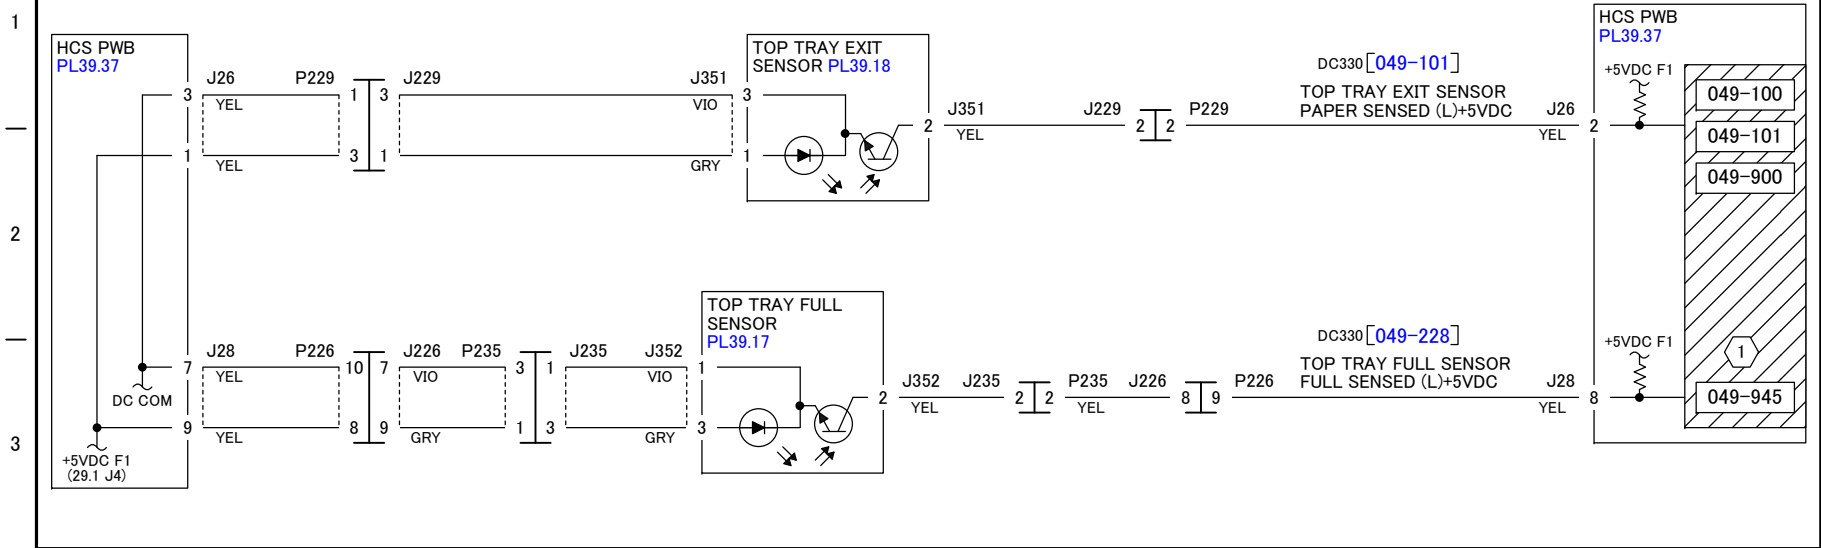 1
2
3
HCS PWB
PL39.37
3
1
7
9
DC COM
+5VDC F1
(29.1 J4)
J26
P229
J229
J351
YEL
1
3
VIO
YEL
3
1
GRY
TOP TRAY EXIT
SENSOR PL39.18
3
1
2
J351
YEL
J229
2
2
P229
DC330[049-101]
TOP TRAY EXIT SENSOR
PAPER SENSED (L)+5VDC
J26
YEL
2
HCS PWB
PL39.37
+5VDC F1
049-100
049-101
049-900
J28
P226
J226
P235
J235
J352
YEL
10
7
VIO
3
1
VIO
YEL
8
9
GRY
1
3
GRY
TOP TRAY FULL
SENSOR
PL39.17
1
3
2
J352
YEL
J235
2
2
P235
YEL
J226
8
9
P226
DC330[049-228]
TOP TRAY FULL SENSOR
FULL SENSED (L)+5VDC
J28
YEL
8
+5VDC F1
1
049-945